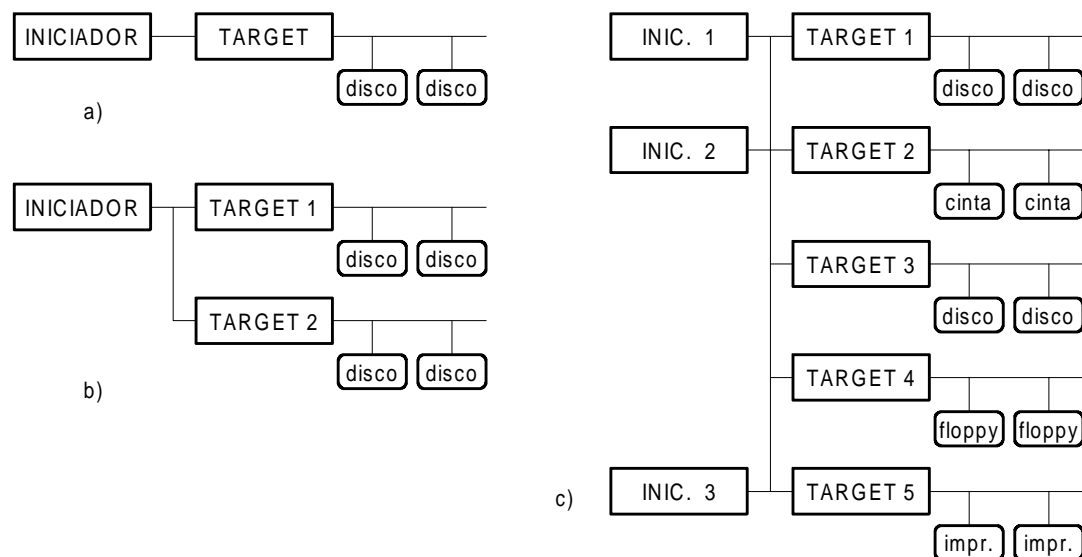 INICIADOR
TARGET
disco
disco
a)
INICIADOR
TARGET 1
disco
disco
TARGET 2
disco
disco
b)
INIC. 1
TARGET 1
disco
disco
INIC. 2
TARGET 2
cinta
cinta
TARGET 3
disco
disco
TARGET 4
floppy
floppy
c)
INIC. 3
TARGET 5
impr.
impr.